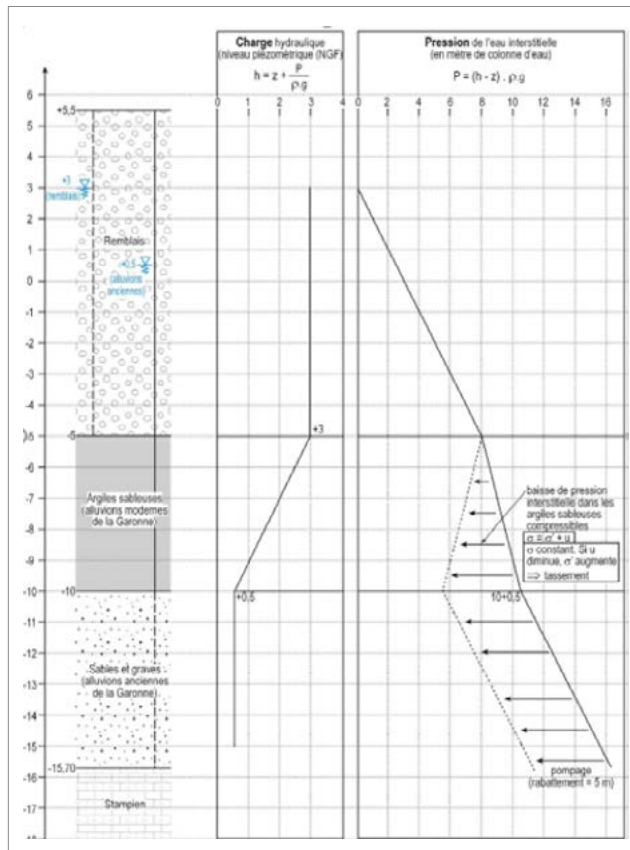 Charge hydraulique
(niveau piézométrique (NGF)
h = z + P
ρ.g
Pression de l'eau interstitielle
(en mètre de colonne d'eau)
P = (h - z) . ρ.g
0 1 2 3 4
0 2 4 6 8 10 12 14 16
6
5
4
3
2
1
0
-1
-2
-3
-4
-5
-6
-7
-8
-9
-10
-11
-12
-13
-14
-15
-16
-17
+5,5
+3
(remblais)
Remblais
+0,5
(alluvions
anciennes)
-5
Argiles sableuses
(alluvions modernes
de la Garonne)
-10
Sables et graves
(alluvions anciennes
de la Garonne)
-15,70
Stampien
+3
+0,5
baisse de pression
interstitielle dans les
argiles sableuses
compressibles
σ = σ' + u
σ constant. Si u
diminue, σ' augmente
⇒ tassement
10+0,5
pompage
(rabattement = 5 m)